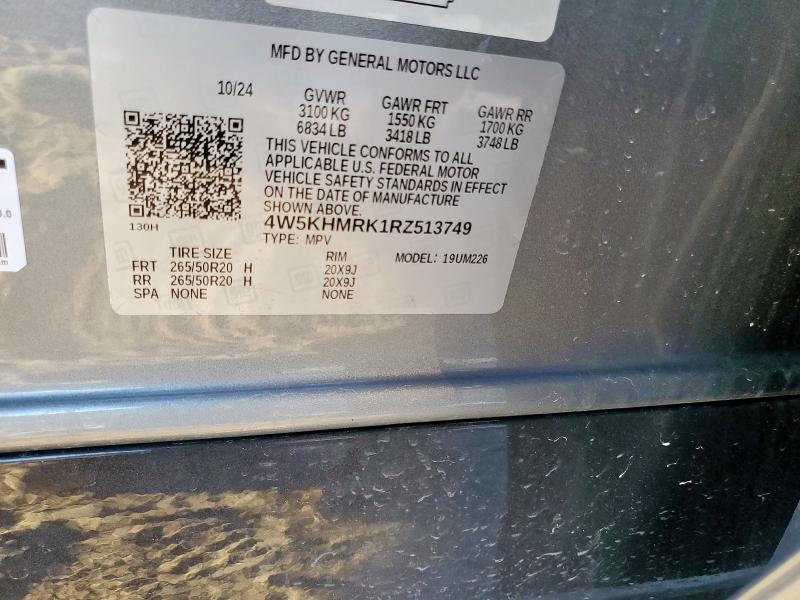 MFD BY GENERAL MOTORS LLC
10/24
GVWR
3100 KG
6834 LB
GAWR FRT
1550 KG
3418 LB
GAWR RR
1700 KG
3748 LB
THIS VEHICLE CONFORMS TO ALL
APPLICABLE U.S. FEDERAL MOTOR
VEHICLE SAFETY STANDARDS IN EFFECT
ON THE DATE OF MANUFACTURE
SHOWN ABOVE.
130H
4W5KHMRK1RZ513749
TYPE: MPV
TIRE SIZE RIM MODEL: 19UM226
FRT 265/50R20 H 20X9J
RR 265/50R20 H 20X9J
SPA NONE NONE